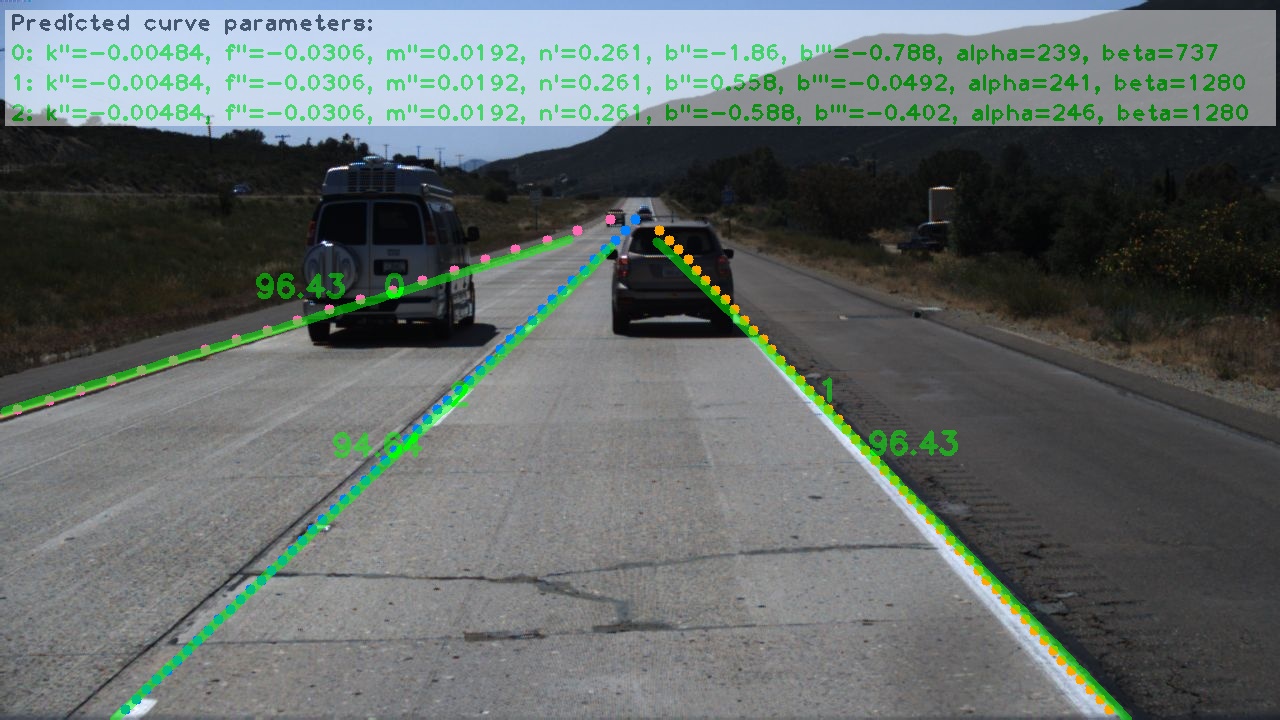 Predicted curve parameters:
0: k''=-0.00484, f''=-0.0306, m''=0.0192, n'=0.261, b''=-1.86, b'''=-0.788, alpha=239, beta=737
1: k''=-0.00484, f''=-0.0306, m''=0.0192, n'=0.261, b''=0.558, b'''=-0.0492, alpha=241, beta=1280
2: k''=-0.00484, f''=-0.0306, m''=0.0192, n'=0.261, b''=-0.588, b'''=-0.402, alpha=246, beta=1280
96.43 0
1
94.64
96.43